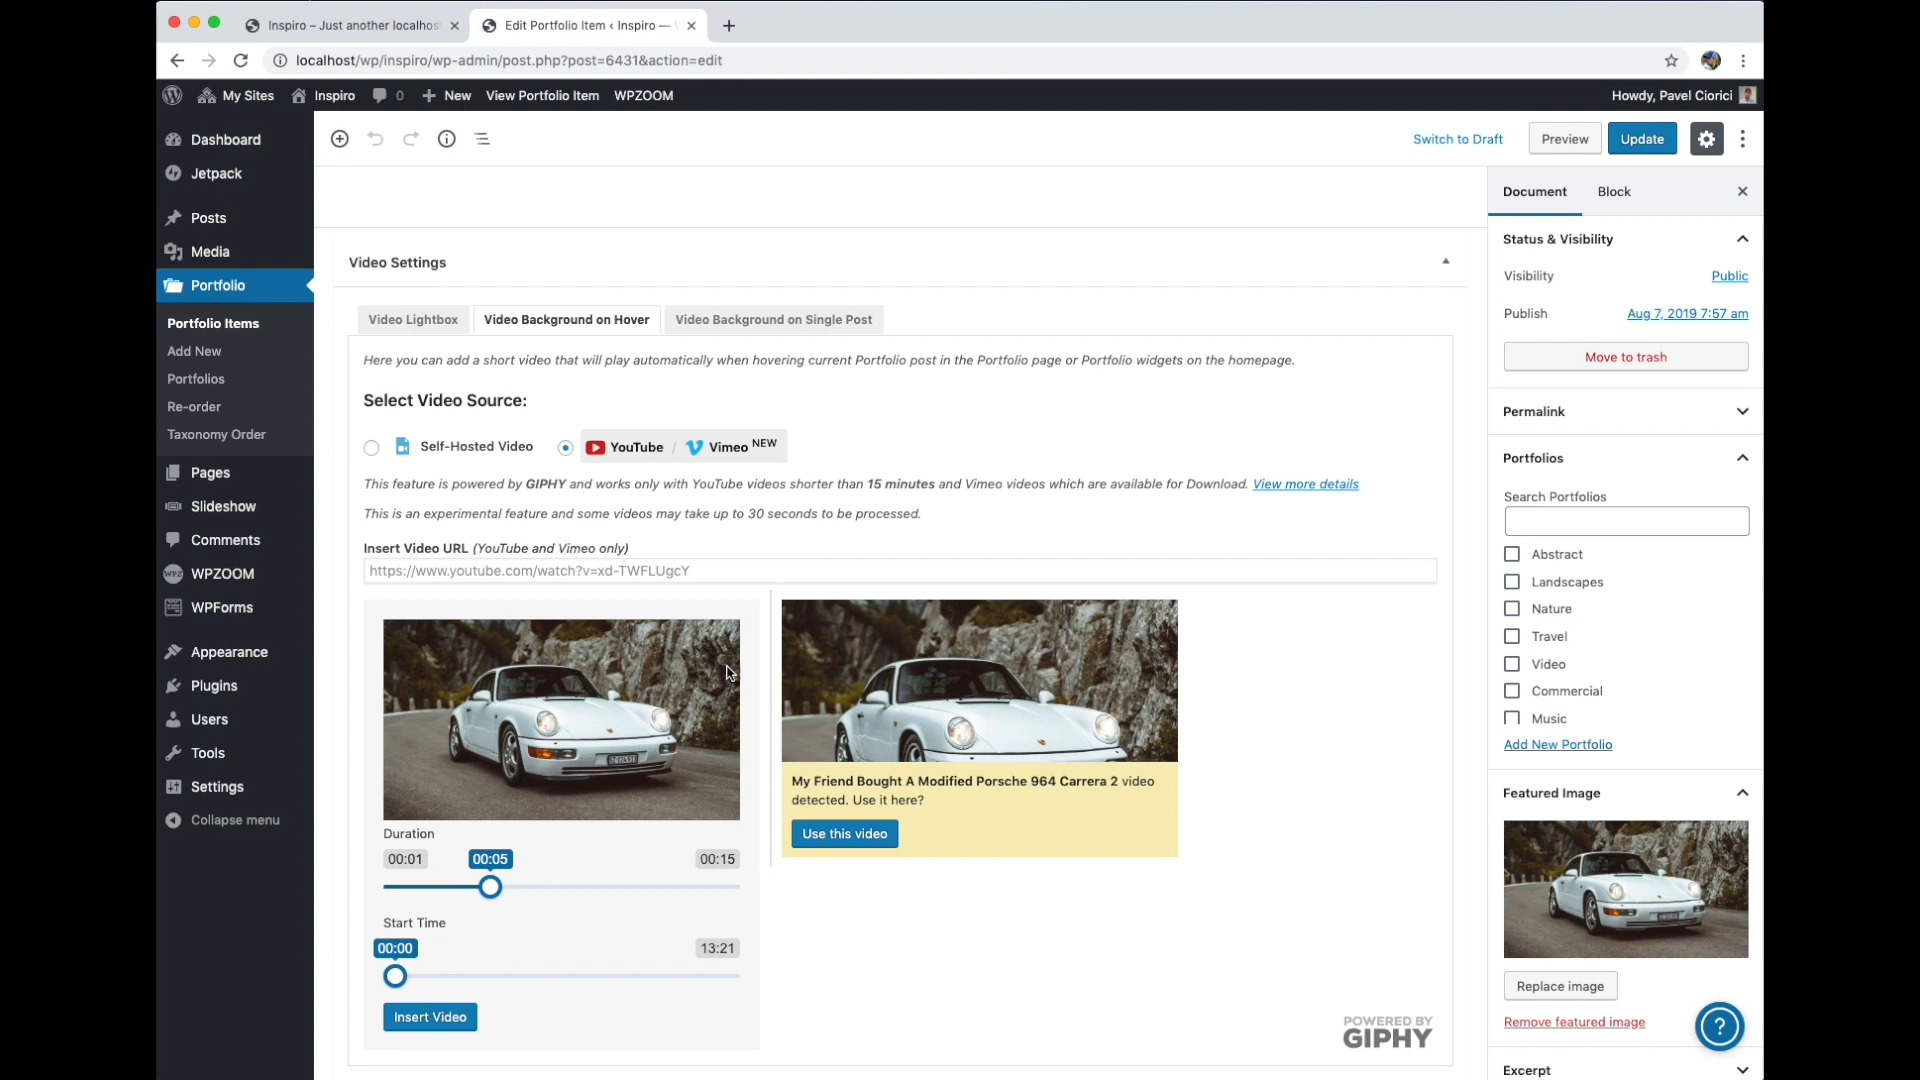 Inspiro – Just another localhos
Edit Portfolio Item ‹ Inspiro —
localhost/wp/inspiro/wp-admin/post.php?post=6431&action=edit
My Sites
Inspiro
0
New
View Portfolio Item
WPZOOM
Howdy, Pavel Ciorici
Dashboard
Jetpack
Posts
Media
Portfolio
Portfolio Items
Add New
Portfolios
Re-order
Taxonomy Order
Pages
Slideshow
Comments
WPZOOM
WPForms
Appearance
Plugins
Users
Tools
Settings
Collapse menu
Switch to Draft
Preview
Update
Video Settings
Video Lightbox
Video Background on Hover
Video Background on Single Post
Here you can add a short video that will play automatically when hovering current Portfolio post in the Portfolio page or Portfolio widgets on the homepage.
Select Video Source:
Self-Hosted Video
YouTube / Vimeo NEW
This feature is powered by GIPHY and works only with YouTube videos shorter than 15 minutes and Vimeo videos which are available for Download. View more details
This is an experimental feature and some videos may take up to 30 seconds to be processed.
Insert Video URL (YouTube and Vimeo only)
https://www.youtube.com/watch?v=xd-TWFLUgcY
Duration
00:01
00:05
00:15
Start Time
00:00
13:21
Insert Video
My Friend Bought A Modified Porsche 964 Carrera 2 video
detected. Use it here?
Use this video
POWERED BY
GIPHY
Document
Block
Status & Visibility
Visibility
Public
Publish
Aug 7, 2019 7:57 am
Move to trash
Permalink
Portfolios
Search Portfolios
Abstract
Landscapes
Nature
Travel
Video
Commercial
Music
Add New Portfolio
Featured Image
Replace image
Remove featured image
?
Excerpt